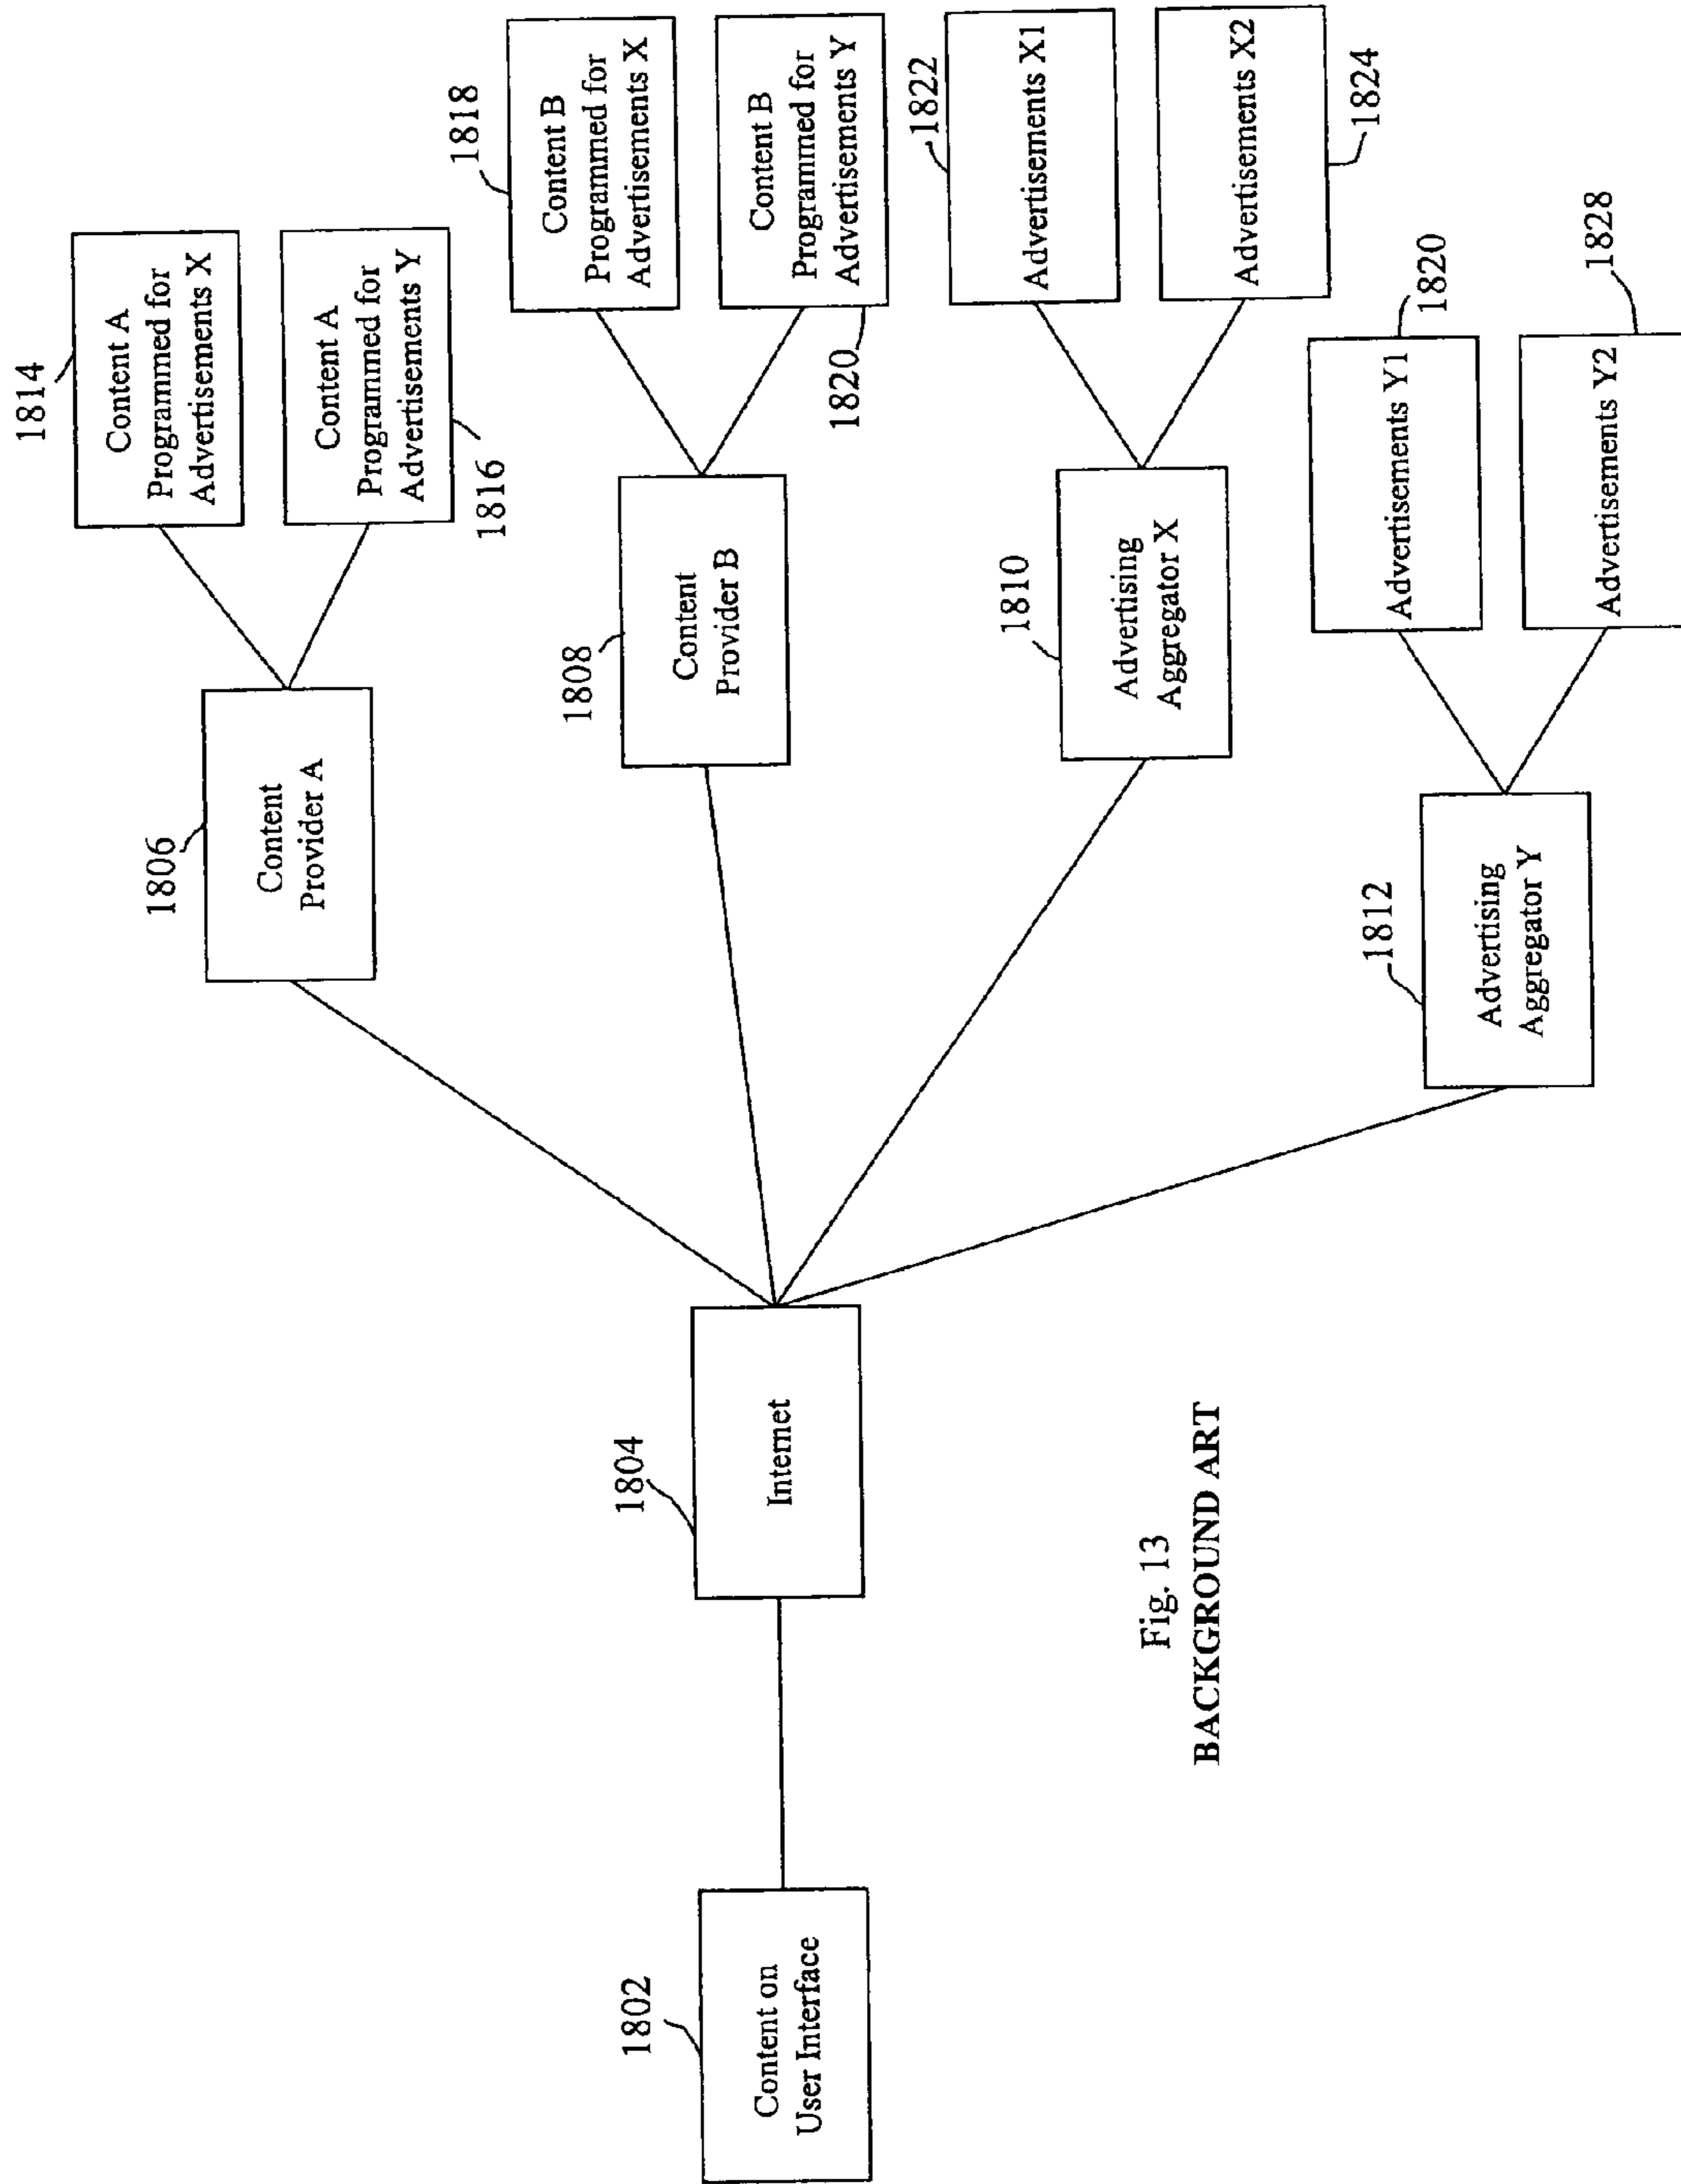 1802
Content on
User Interface
1804
Internet
1806
Content
Provider A
1808
Content
Provider B
1810
Advertising
Aggregator X
1812
Advertising
Aggregator Y
1814
Content A
Programmed for
Advertisements X
Content A
Programmed for
Advertisements Y
1816
1818
Content B
Programmed for
Advertisements X
Content B
Programmed for
Advertisements Y
1820
1822
Advertisements X1
Advertisements X2
1824
Advertisements Y1
1820
Advertisements Y2
1828
Fig. 13
BACKGROUND ART